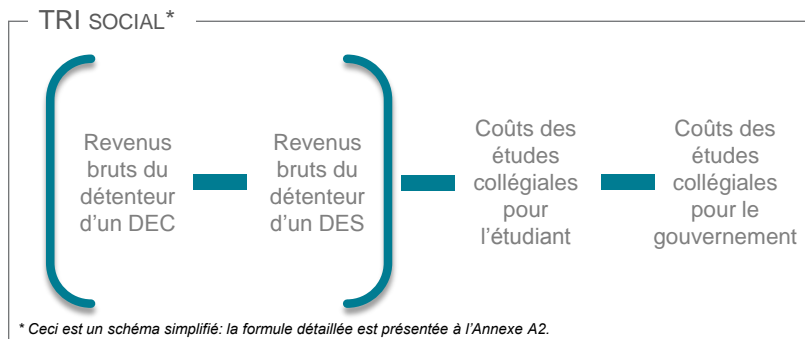 TRI SOCIAL*
Revenus
bruts du
détenteur
d'un DEC
Revenus
bruts du
détenteur
d'un DES
Coûts des
études
collégiales
pour
l'étudiant
Coûts des
études
collégiales
pour le
gouvernement
* Ceci est un schéma simplifié: la formule détaillée est présentée à l'Annexe A2.